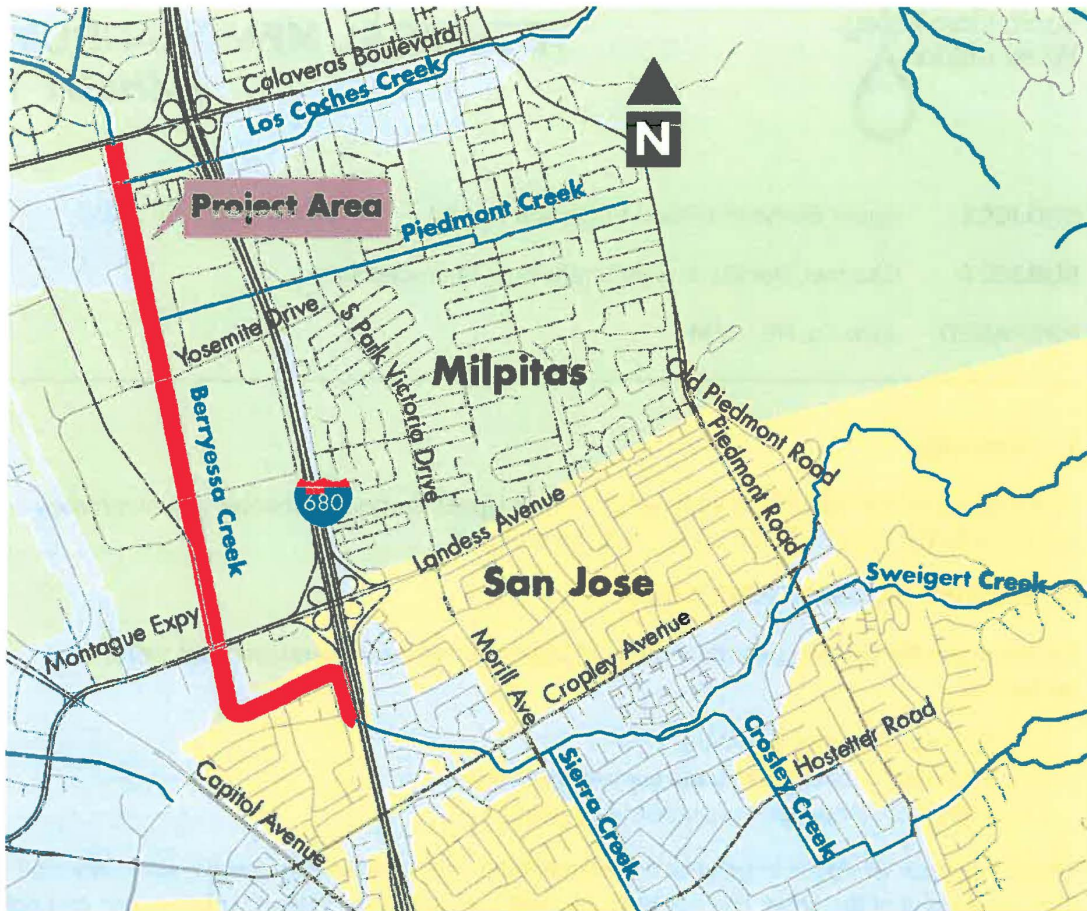 Calaveras Boulevard
Los Coches Creek
N
Project Area
Piedmont Creek
Yosemite Drive
S Park Victoria Drive
Milpitas
Old Piedmont Road
Piedmont Road
Berryessa Creek
680
Landess Avenue
San Jose
Sweigert Creek
Montague Expy
Morrill Ave
Cropley Avenue
Hostetter Road
Crosley Creek
Sierra Creek
Capitol Avenue